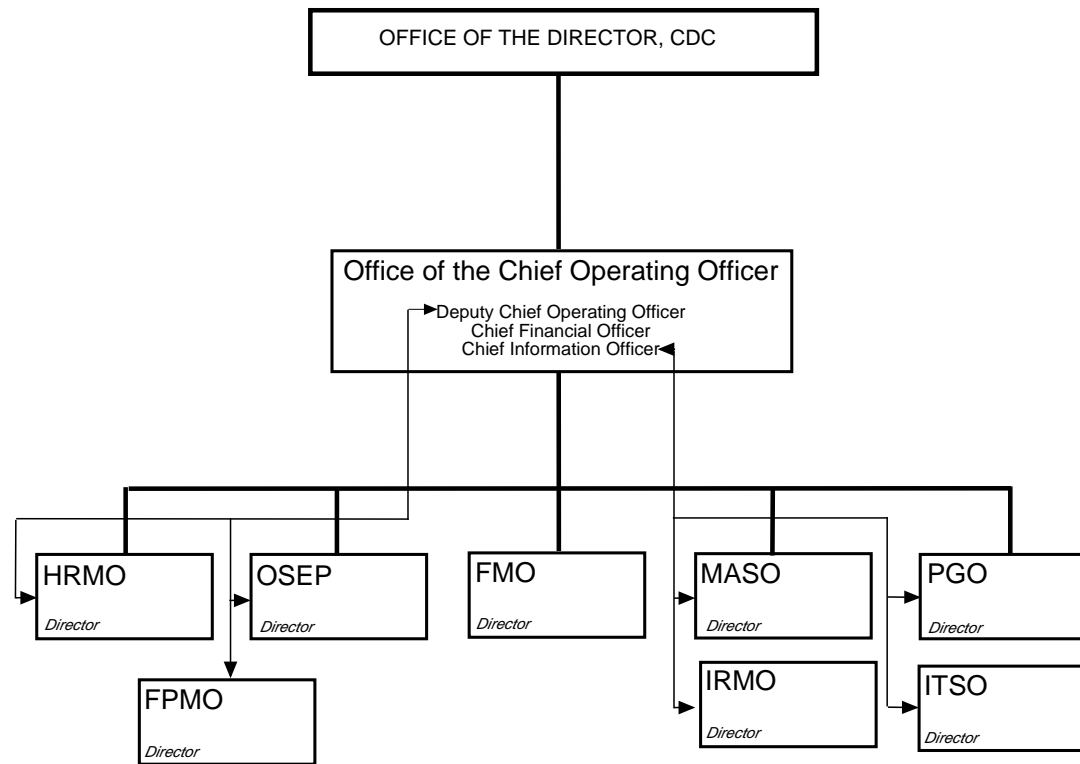 OFFICE OF THE DIRECTOR, CDC
Office of the Chief Operating Officer
Deputy Chief Operating Officer
Chief Financial Officer
Chief Information Officer
HRMO
Director
OSEP
Director
FMO
Director
MASO
Director
PGO
Director
FPMO
Director
IRMO
Director
ITSO
Director